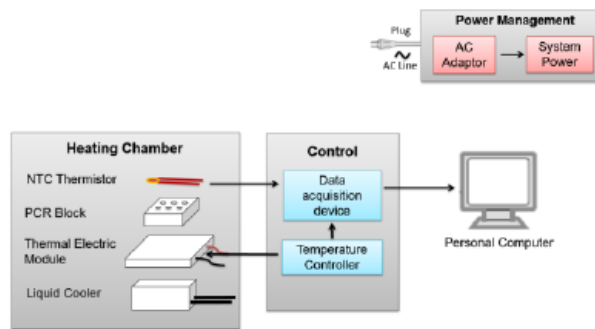 Power Management
Plug
AC Line
AC
Adaptor
System
Power
Heating Chamber
NTC Thermistor
PCR Block
Thermal Electric
Module
Liquid Cooler
Control
Data
acquisition
device
Temperature
Controller
Personal Computer